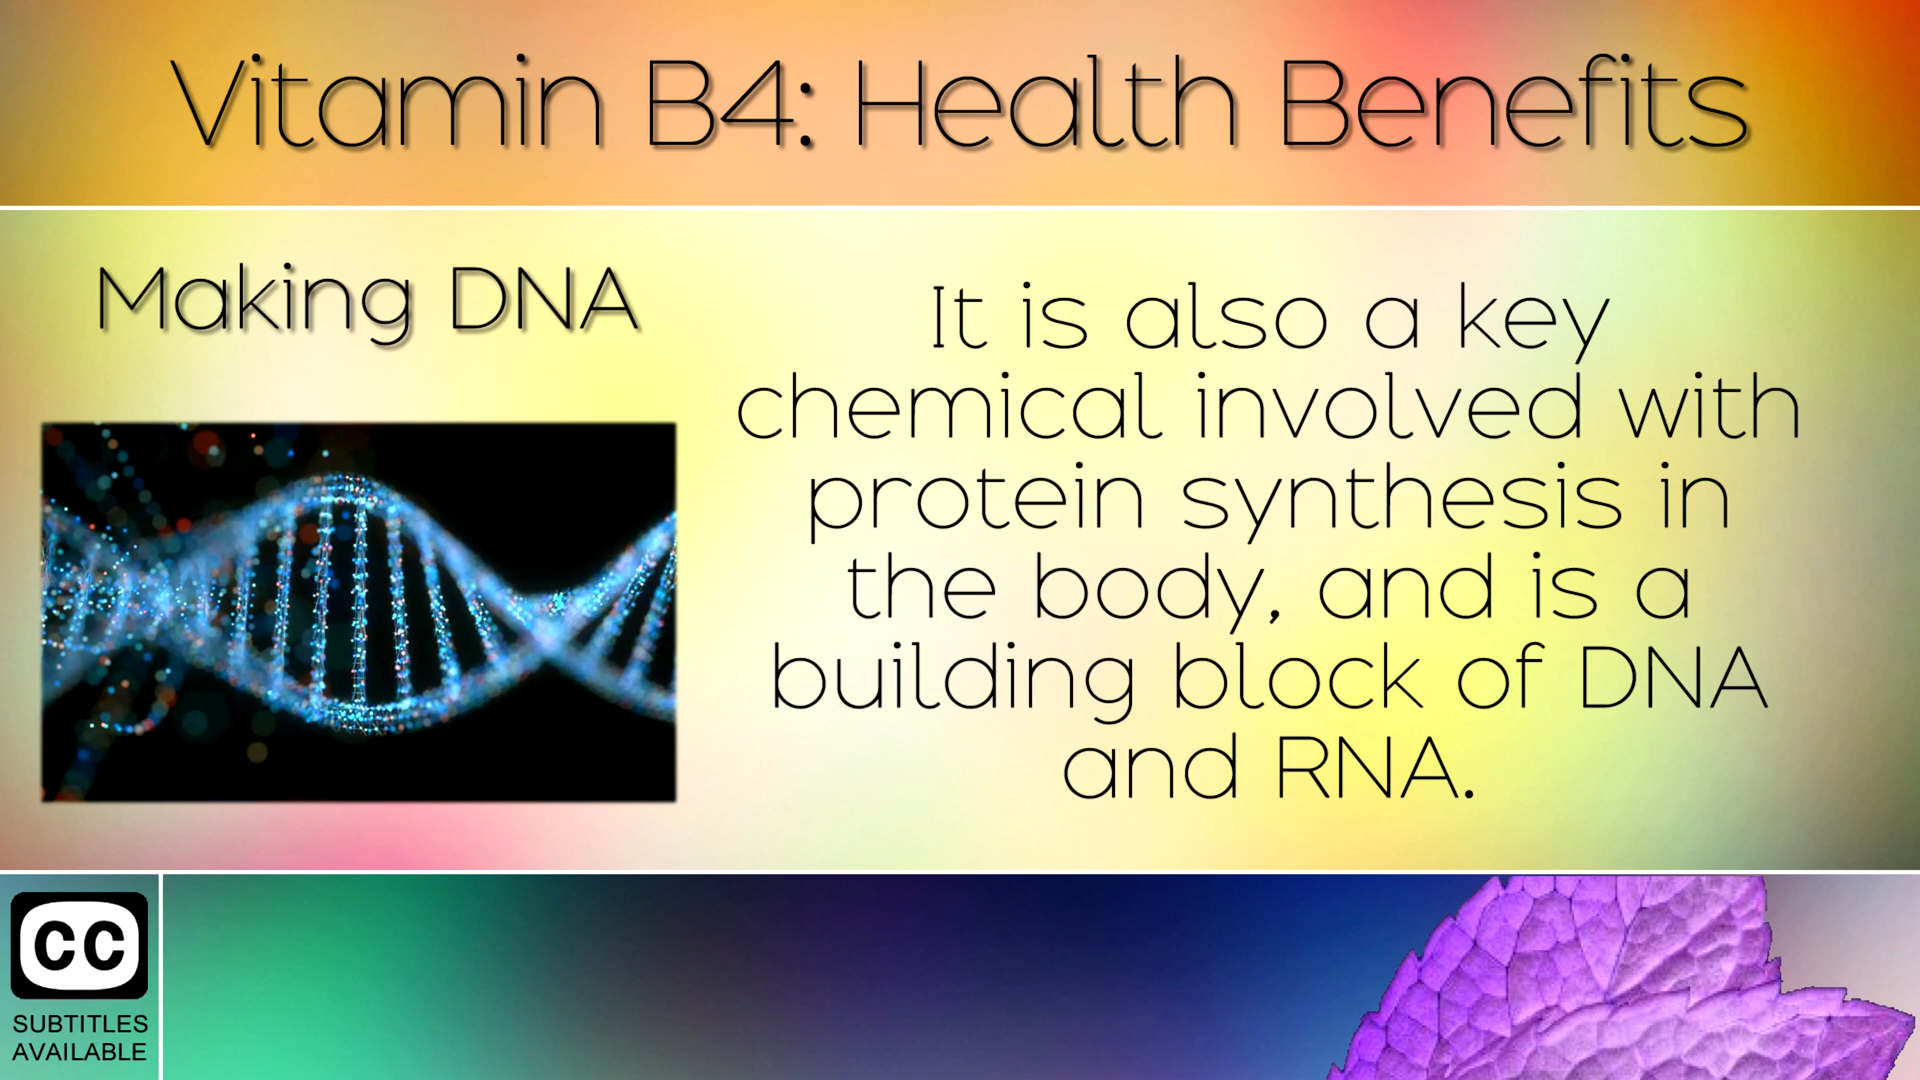 Vitamin B4: Health Benefits
Making DNA
It is also a key
chemical involved with
protein synthesis in
the body, and is a
building block of DNA
and RNA.
CC
SUBTITLES
AVAILABLE